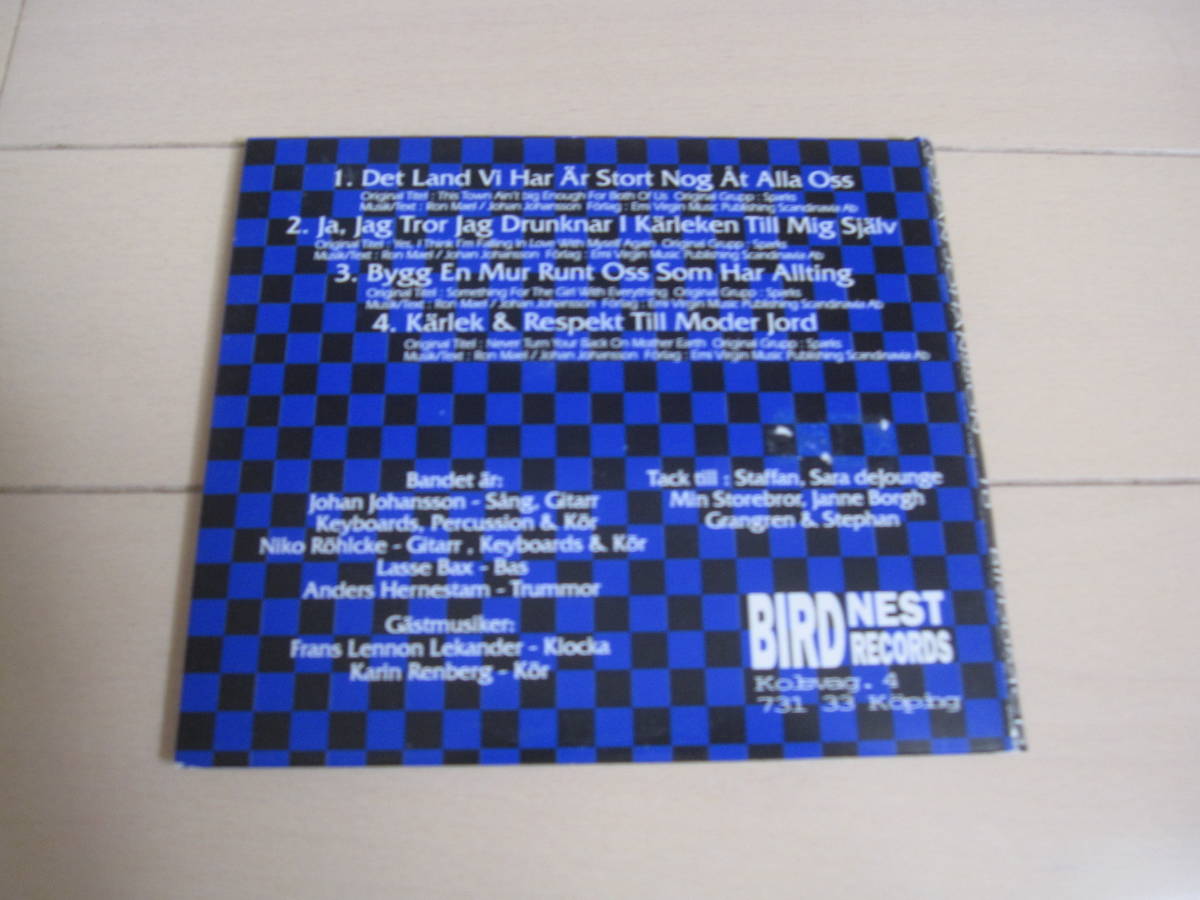 1. Det Land Vi Har Är Stort Nog Åt Alla Oss
Original Titel : This Town Ain't big Enough For Both Of Us Original Grupp : Sparks
Musik/Text : Ron Mael / Johan Johansson Förlag : Emi Virgin Music Publishing Scandinavia Ab
2. Ja, Jag Tror Jag Drunknar I Kärleken Till Mig Själv
Original Titel : Yes, I Think I'm Falling In Love With Myself Again Original Grupp : Sparks
Musik/Text : Ron Mael / Johan Johansson Förlag : Emi Virgin Music Publishing Scandinavia Ab
3. Bygg En Mur Runt Oss Som Har Allting
Original Titel : Something For The Girl With Everything Original Grupp : Sparks
Musik/Text : Ron Mael / Johan Johansson Förlag : Emi Virgin Music Publishing Scandinavia Ab
4. Kärlek & Respekt Till Moder Jord
Original Titel : Never Turn Your Back On Mother Earth Original Grupp : Sparks
Musik/Text : Ron Mael / Johan Johansson Förlag : Emi Virgin Music Publishing Scandinavia Ab
Bandet är:
Johan Johansson - Sång, Gitarr
Keyboards, Percussion & Kör
Niko Röhlcke - Gitarr , Keyboards & Kör
Lasse Bax - Bas
Anders Hernestam - Trummor
Gästmusiker:
Frans Lennon Lekander - Klocka
Karin Renberg - Kör
Tack till : Staffan, Sara deJounge
Min Storebror, Janne Borgh
Grangren & Stephan
BIRD NEST
RECORDS
Kolsvag. 4
731 33 Köping